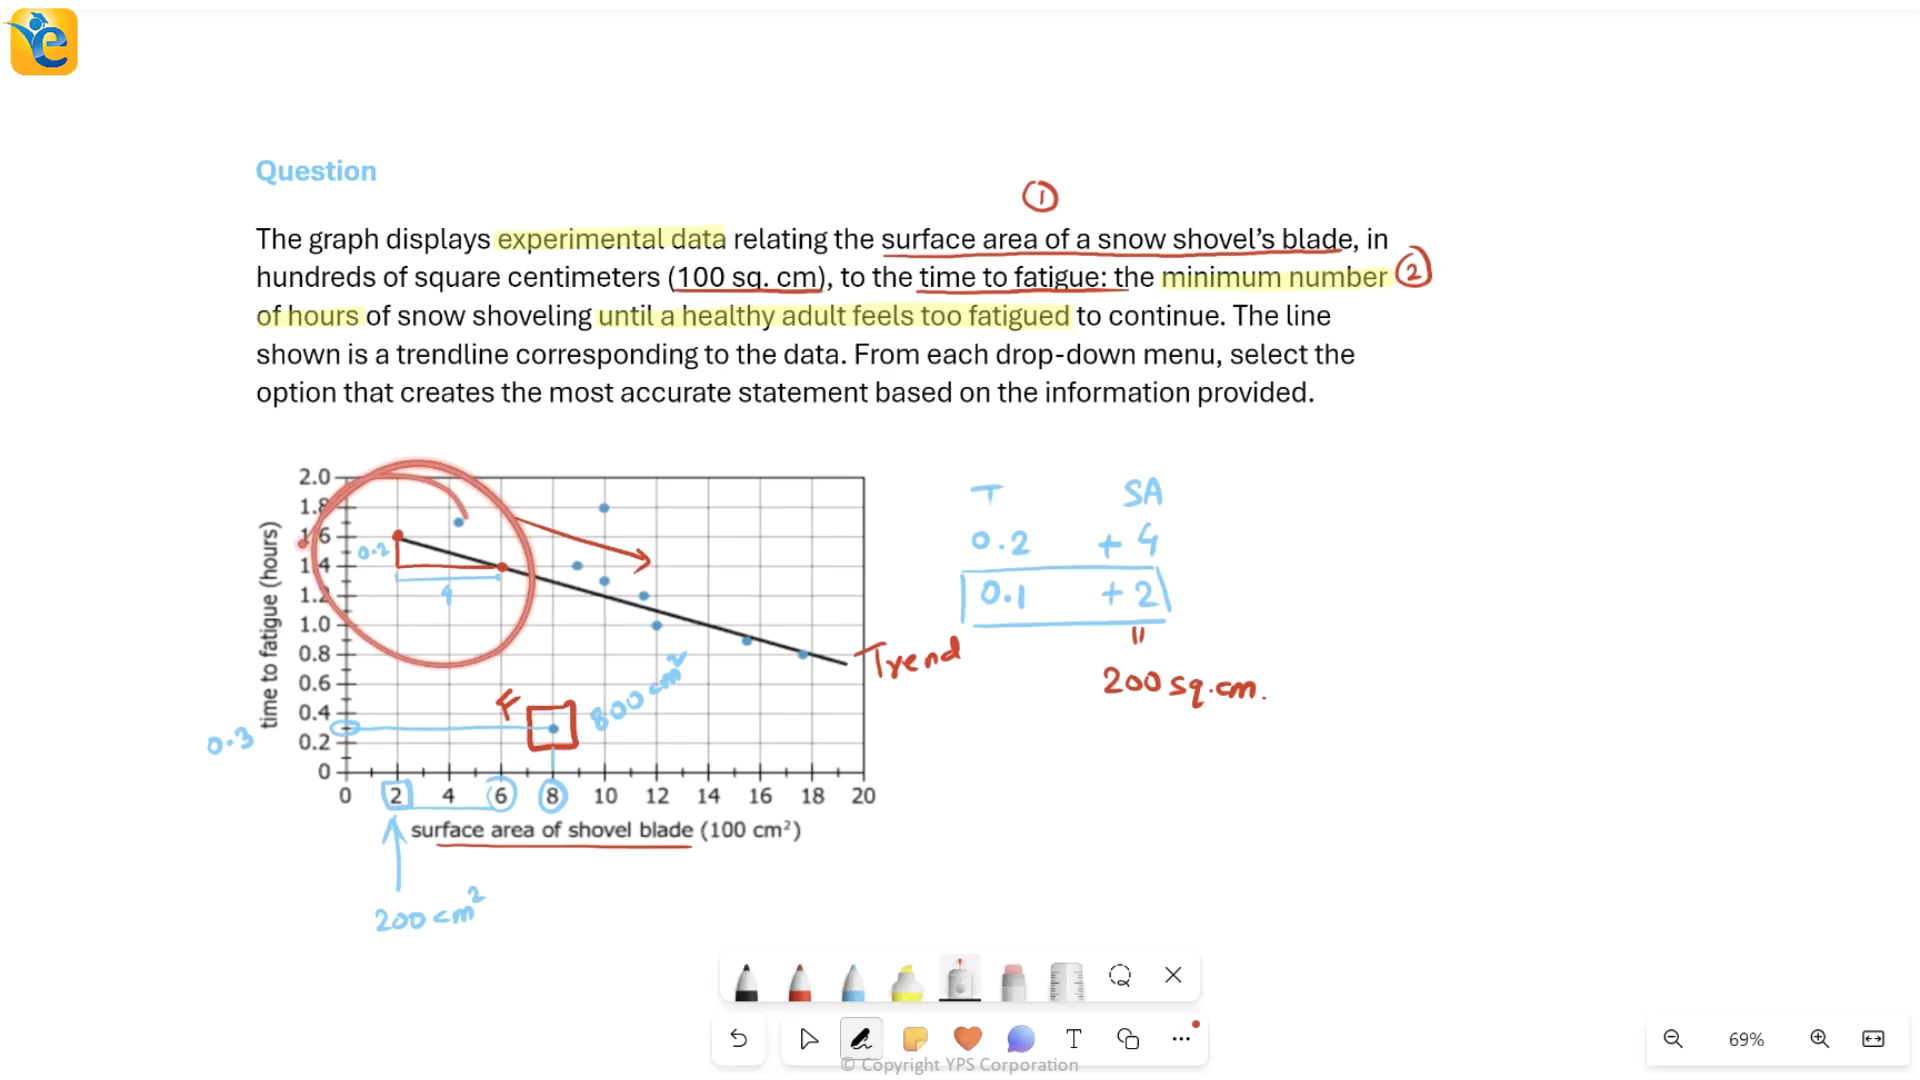 e
Question
①
The graph displays experimental data relating the surface area of a snow shovel's blade, in
hundreds of square centimeters (100 sq. cm), to the time to fatigue: the minimum number ②
of hours of snow shoveling until a healthy adult feels too fatigued to continue. The line
shown is a trendline corresponding to the data. From each drop-down menu, select the
option that creates the most accurate statement based on the information provided.
time to fatigue (hours)
2.0
1.8
1.6
1.4
1.2
1.0
0.8
0.6
0.4
0.2
0
0.2
4
0.3
F
800 cm²
Trend
0 2 4 6 8 10 12 14 16 18 20
surface area of shovel blade (100 cm²)
200 cm²
T SA
0.2 + 4
0.1 + 2
200 sq.cm.
T
69%
© Copyright YPS Corporation